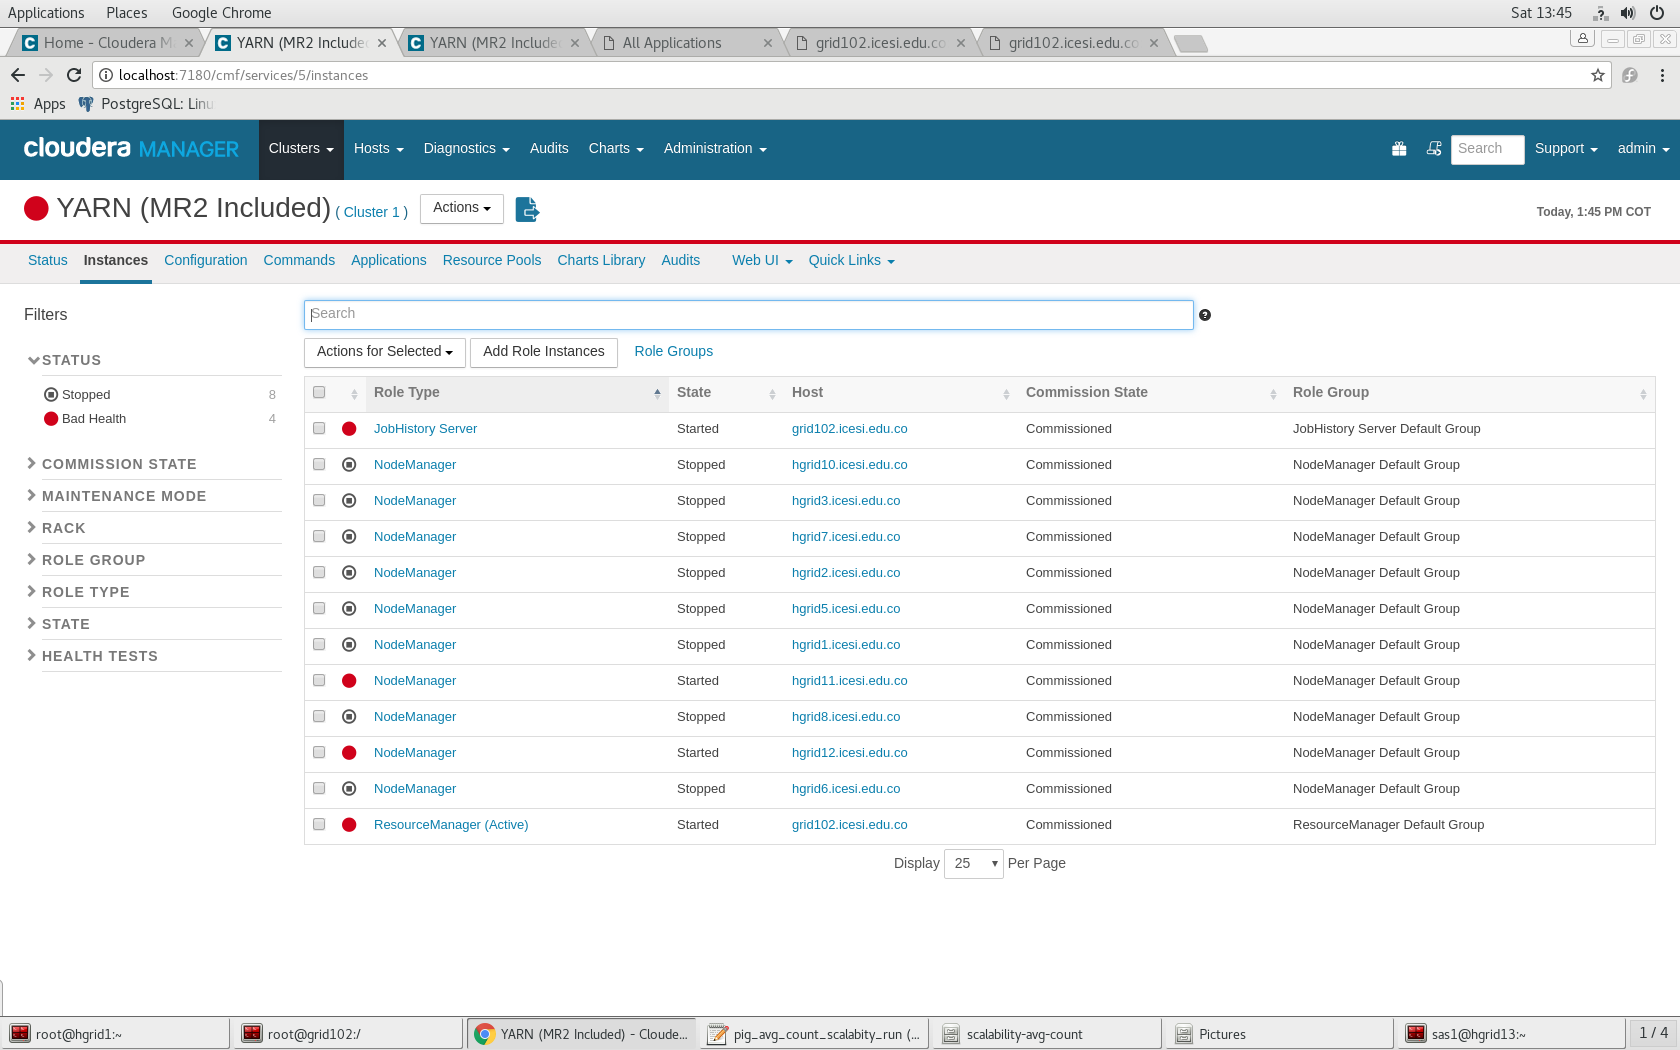 Applications Places Google Chrome Sat 13:45
Home - Cloudera M YARN (MR2 Include YARN (MR2 Include All Applications grid102.icesi.edu.co grid102.icesi.edu.co
localhost:7180/cmf/services/5/instances
Apps PostgreSQL: Linu
cloudera MANAGER Clusters Hosts Diagnostics Audits Charts Administration Search Support admin
YARN (MR2 Included) ( Cluster 1 ) Actions Today, 1:45 PM COT
Status Instances Configuration Commands Applications Resource Pools Charts Library Audits Web UI Quick Links
Filters
STATUS
Stopped 8
Bad Health 4
COMMISSION STATE
MAINTENANCE MODE
RACK
ROLE GROUP
ROLE TYPE
STATE
HEALTH TESTS
Search
Actions for Selected Add Role Instances Role Groups
Role Type State Host Commission State Role Group
JobHistory Server Started grid102.icesi.edu.co Commissioned JobHistory Server Default Group
NodeManager Stopped hgrid10.icesi.edu.co Commissioned NodeManager Default Group
NodeManager Stopped hgrid3.icesi.edu.co Commissioned NodeManager Default Group
NodeManager Stopped hgrid7.icesi.edu.co Commissioned NodeManager Default Group
NodeManager Stopped hgrid2.icesi.edu.co Commissioned NodeManager Default Group
NodeManager Stopped hgrid5.icesi.edu.co Commissioned NodeManager Default Group
NodeManager Stopped hgrid1.icesi.edu.co Commissioned NodeManager Default Group
NodeManager Started hgrid11.icesi.edu.co Commissioned NodeManager Default Group
NodeManager Stopped hgrid8.icesi.edu.co Commissioned NodeManager Default Group
NodeManager Started hgrid12.icesi.edu.co Commissioned NodeManager Default Group
NodeManager Stopped hgrid6.icesi.edu.co Commissioned NodeManager Default Group
ResourceManager (Active) Started grid102.icesi.edu.co Commissioned ResourceManager Default Group
Display 25 Per Page
root@hgrid1:~ root@grid102:/ YARN (MR2 Included) - Cloude... pig_avg_count_scalabity_run (... scalability-avg-count Pictures sas1@hgrid13:~ 1 / 4